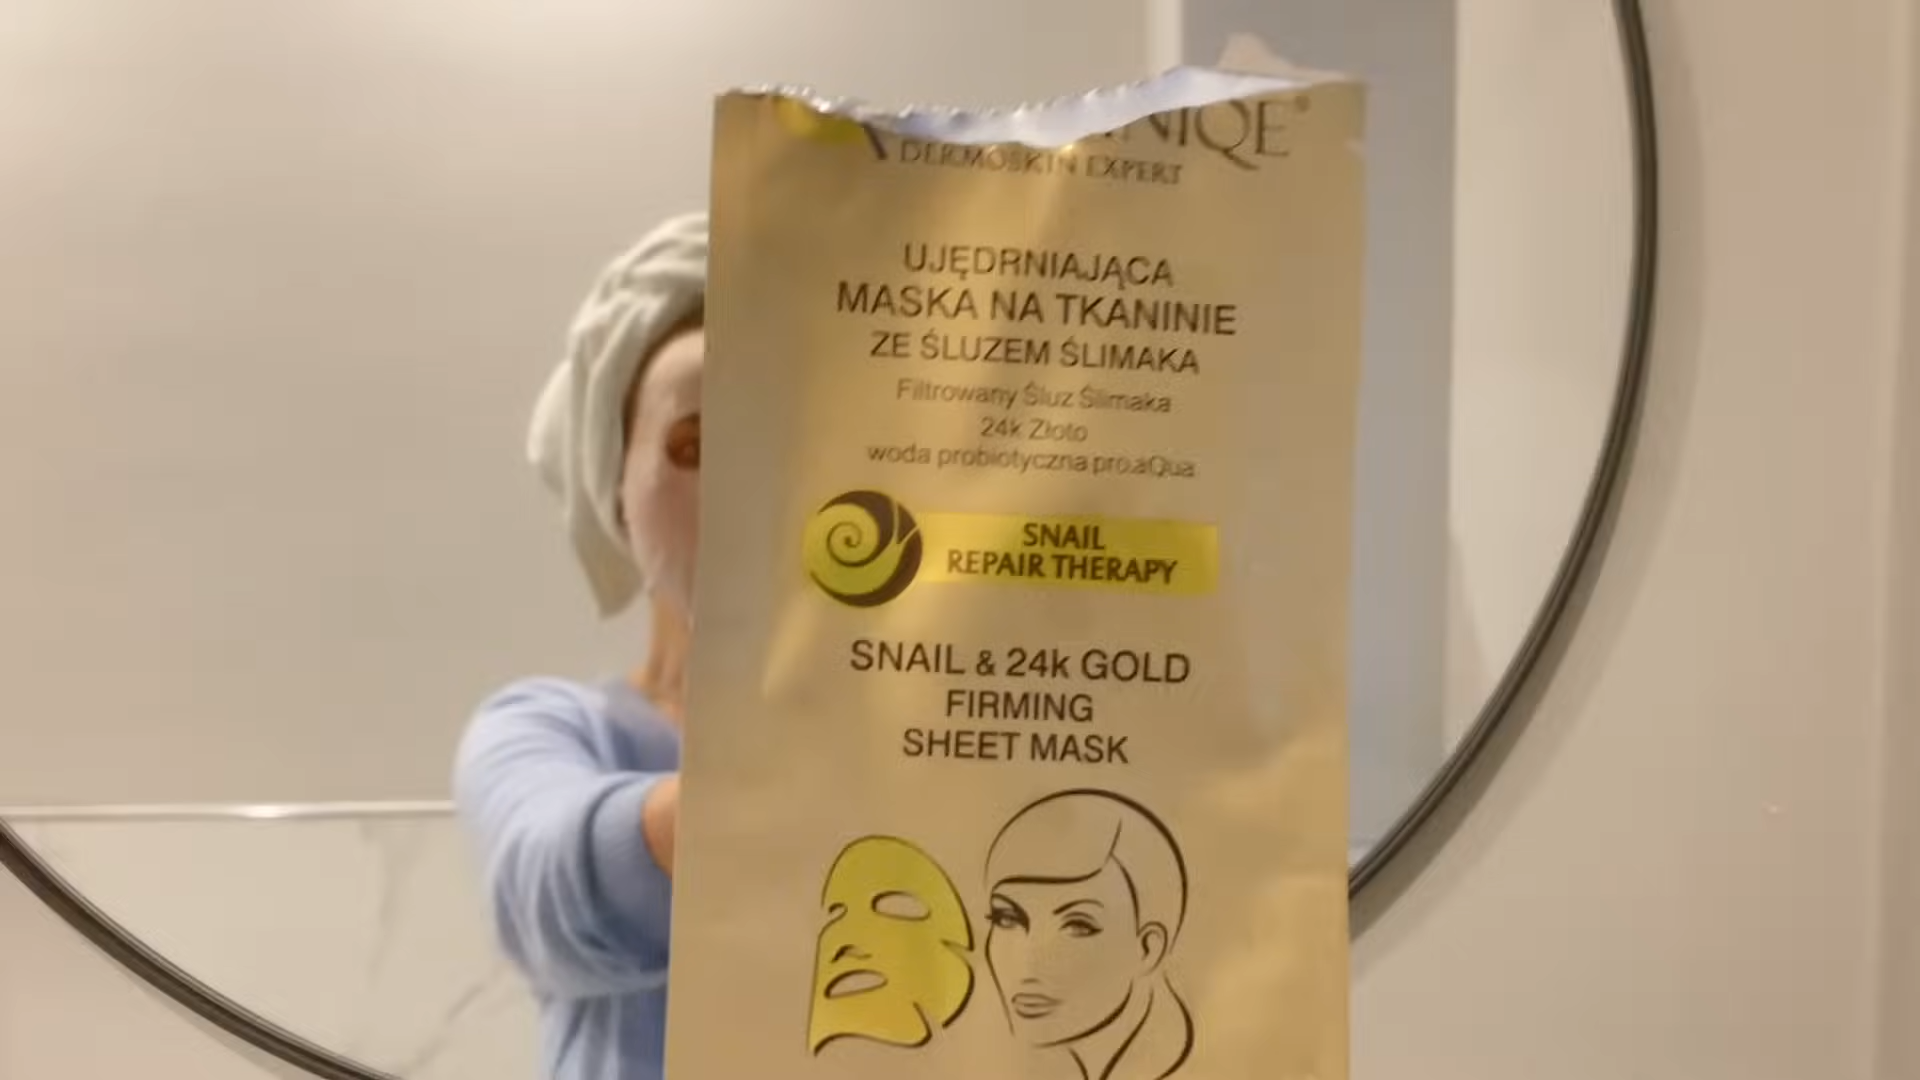 DERMOSKIN EXPERT
UJĘDRNIAJĄCA
MASKA NA TKANINIE
ZE ŚLUZEM ŚLIMAKA
Filtrowany Śluz Ślimaka
24k Złoto
woda probiotyczna pro.aQua
SNAIL
REPAIR THERAPY
SNAIL & 24k GOLD
FIRMING
SHEET MASK